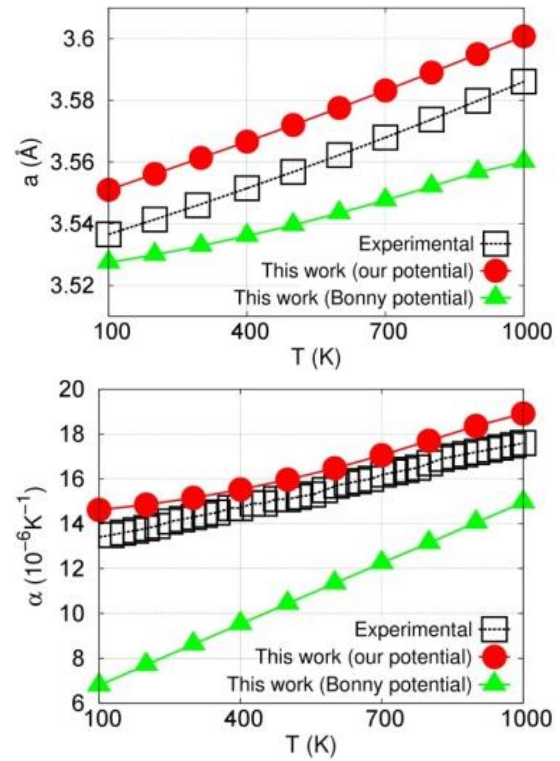 3.6
3.58
3.56
3.54
3.52
a (Å)
Experimental
This work (our potential)
This work (Bonny potential)
100 400 700 1000
T (K)
20
18
16
14
12
10
8
6
α (10⁻⁶K⁻¹)
Experimental
This work (our potential)
This work (Bonny potential)
100 400 700 1000
T (K)